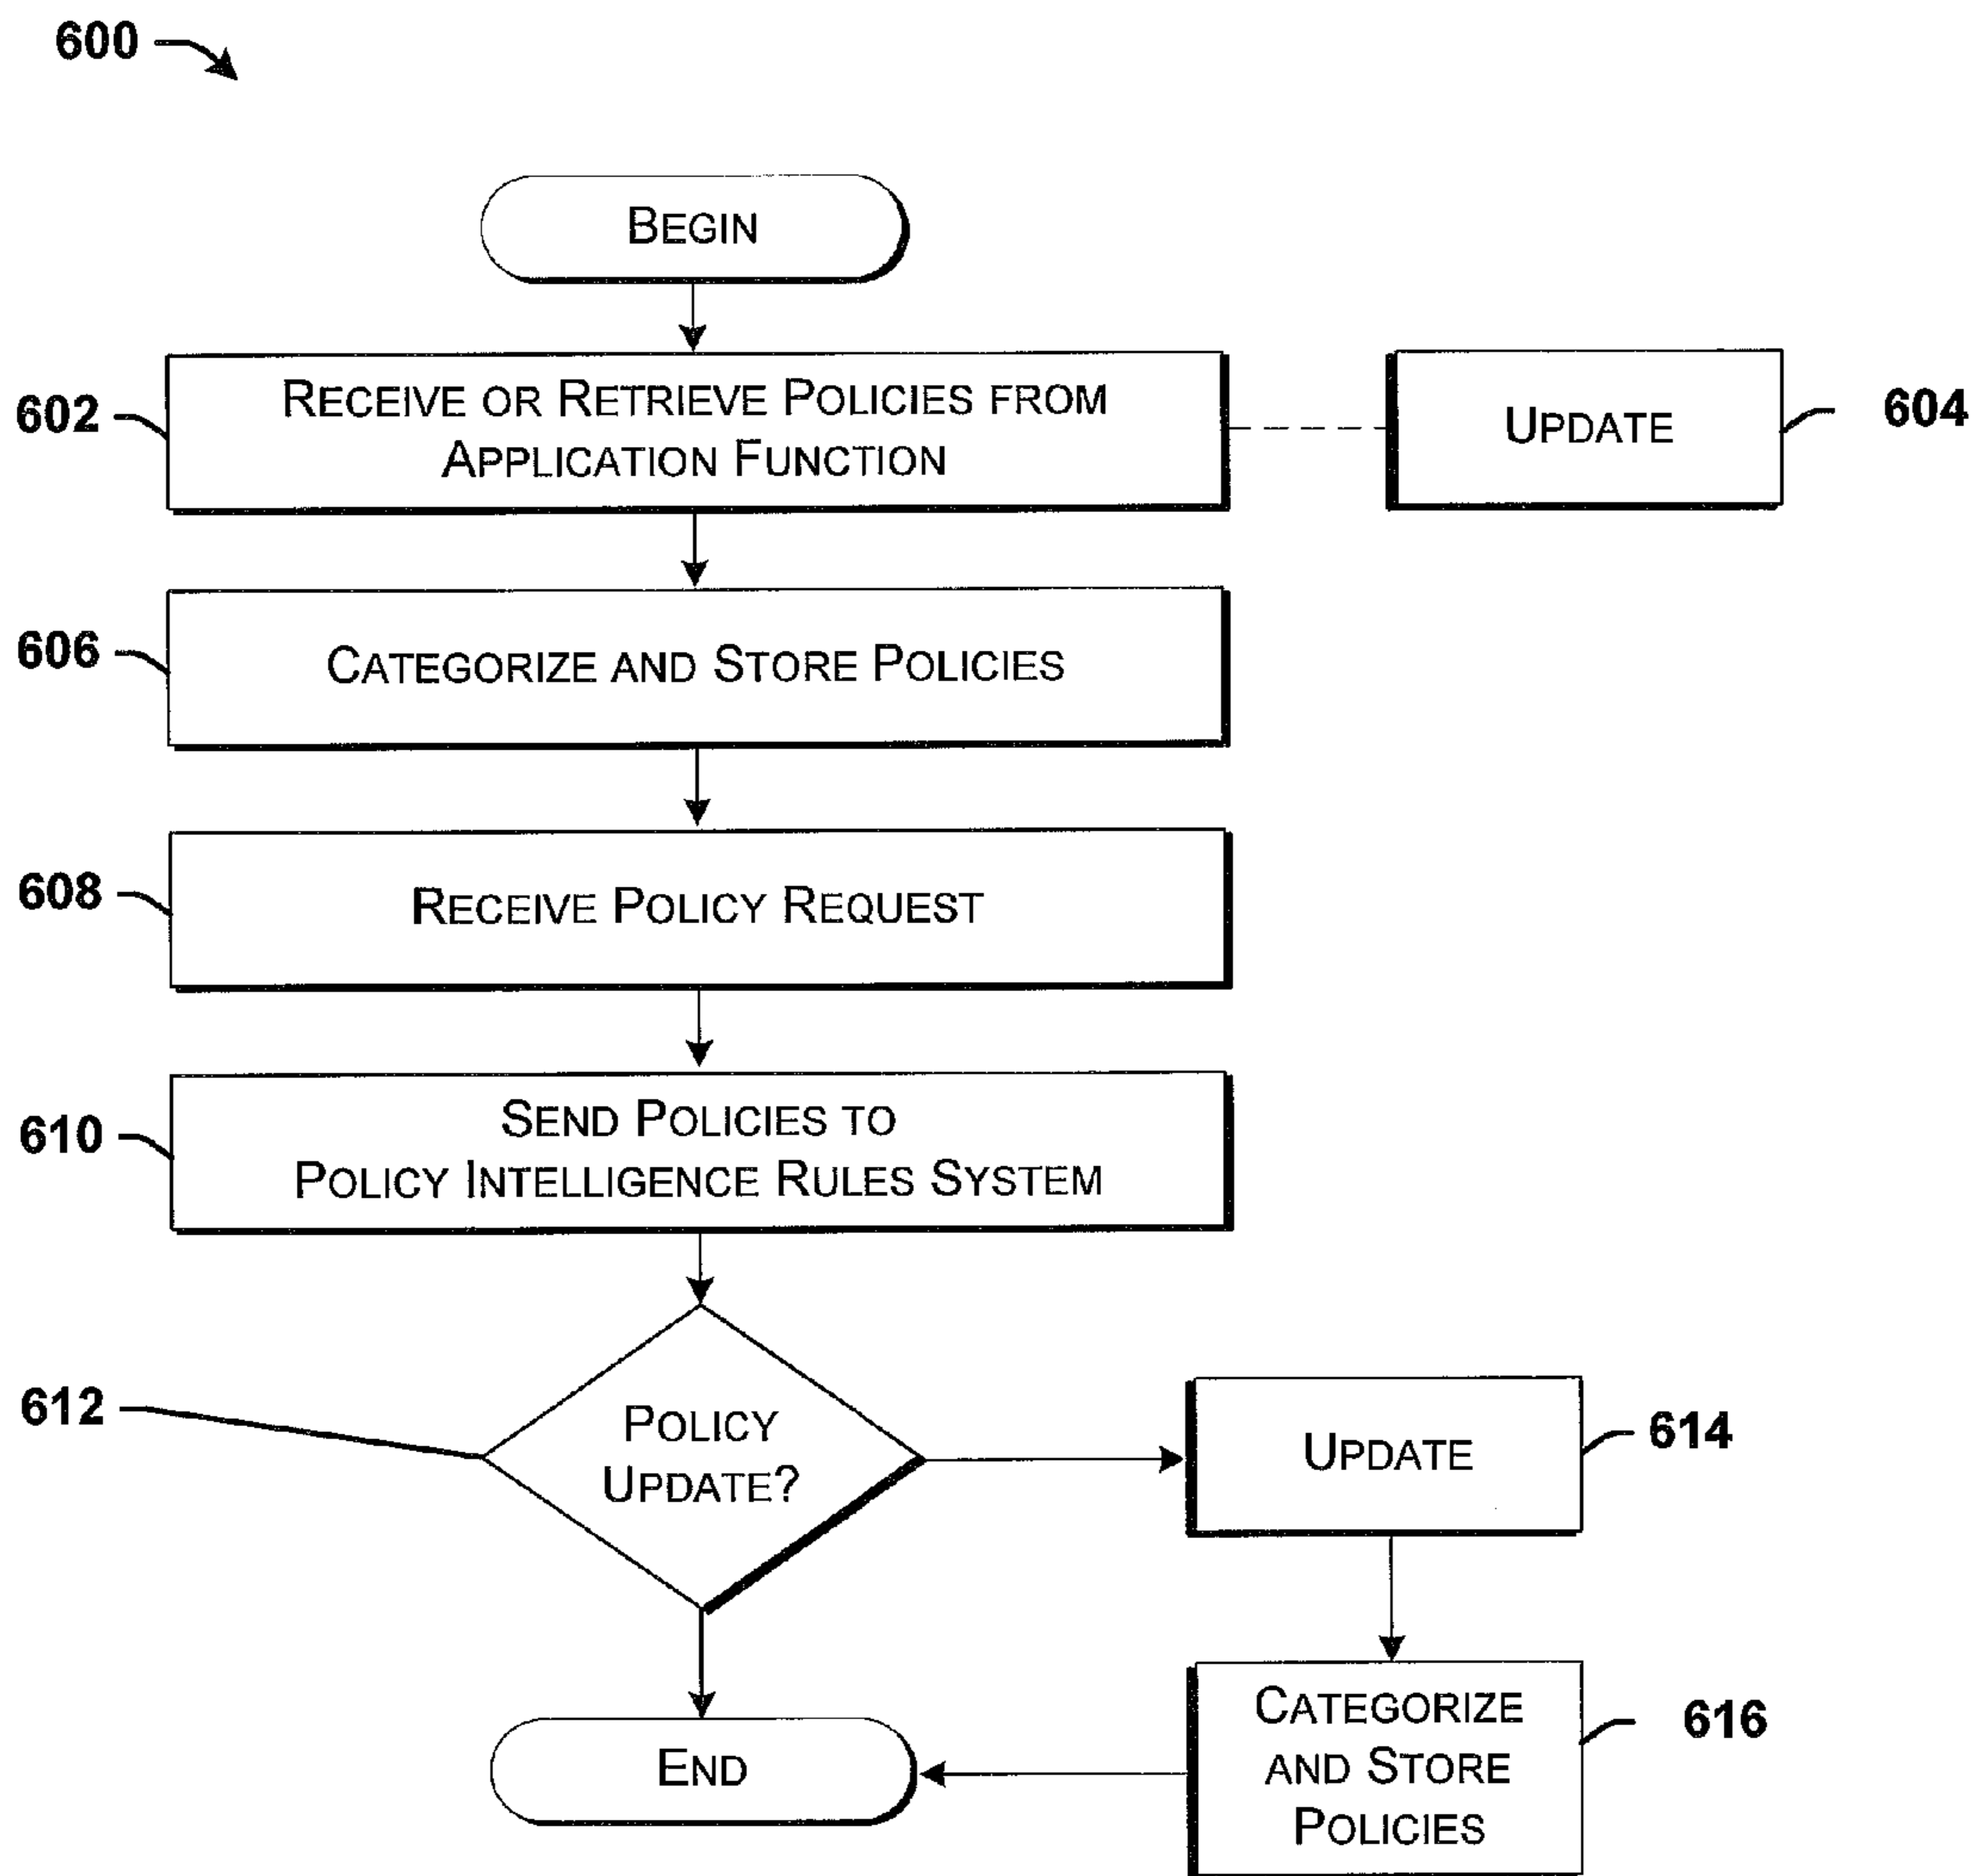 600
BEGIN
602
RECEIVE OR RETRIEVE POLICIES FROM
APPLICATION FUNCTION
UPDATE
604
606
CATEGORIZE AND STORE POLICIES
608
RECEIVE POLICY REQUEST
610
SEND POLICIES TO
POLICY INTELLIGENCE RULES SYSTEM
612
POLICY
UPDATE?
UPDATE
614
END
CATEGORIZE
AND STORE
POLICIES
616